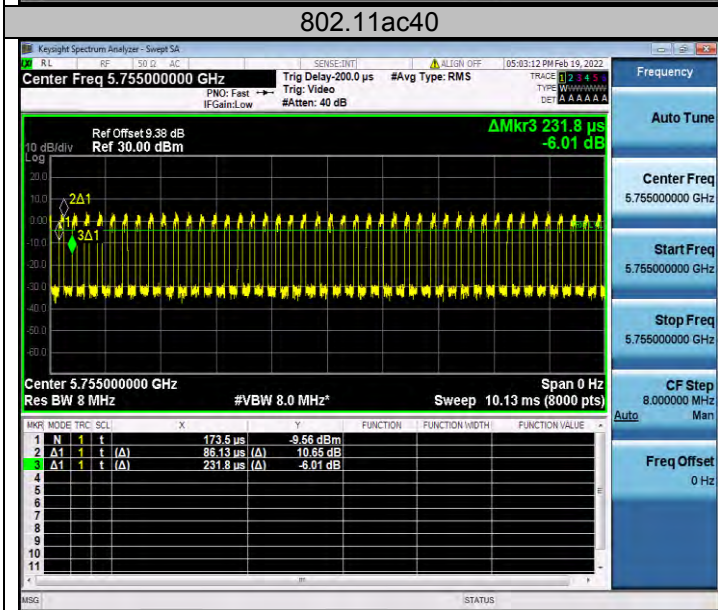 802.11ac40
Keysight Spectrum Analyzer - Swept SA
RL RF 50 Ω AC SENSE:INT ALIGN OFF 05:03:12 PM Feb 19, 2022
Center Freq 5.755000000 GHz
PNO: Fast
IFGain:Low
Trig Delay-200.0 µs
Trig: Video
#Atten: 40 dB
#Avg Type: RMS
TRACE 1 2 3 4 5 6
TYPE W
DET A A A A A A
Frequency
Auto Tune
Center Freq
5.755000000 GHz
Start Freq
5.755000000 GHz
Stop Freq
5.755000000 GHz
CF Step
8.000000 MHz
Auto Man
Freq Offset
0 Hz
ΔMkr3 231.8 µs
-6.01 dB
Ref Offset 9.38 dB
10 dB/div Ref 30.00 dBm
Log
20.0
10.0
0.00
-10.0
-20.0
-30.0
-40.0
-50.0
-60.0
2Δ1
1
3Δ1
Center 5.755000000 GHz Span 0 Hz
Res BW 8 MHz #VBW 8.0 MHz* Sweep 10.13 ms (8000 pts)
MKR MODE TRC SCL X Y FUNCTION FUNCTION WIDTH FUNCTION VALUE
1 N 1 t 173.5 µs -9.56 dBm
2 Δ1 1 t (Δ) 86.13 µs (Δ) 10.65 dB
3 Δ1 1 t (Δ) 231.8 µs (Δ) -6.01 dB
4
5
6
7
8
9
10
11
MSG STATUS